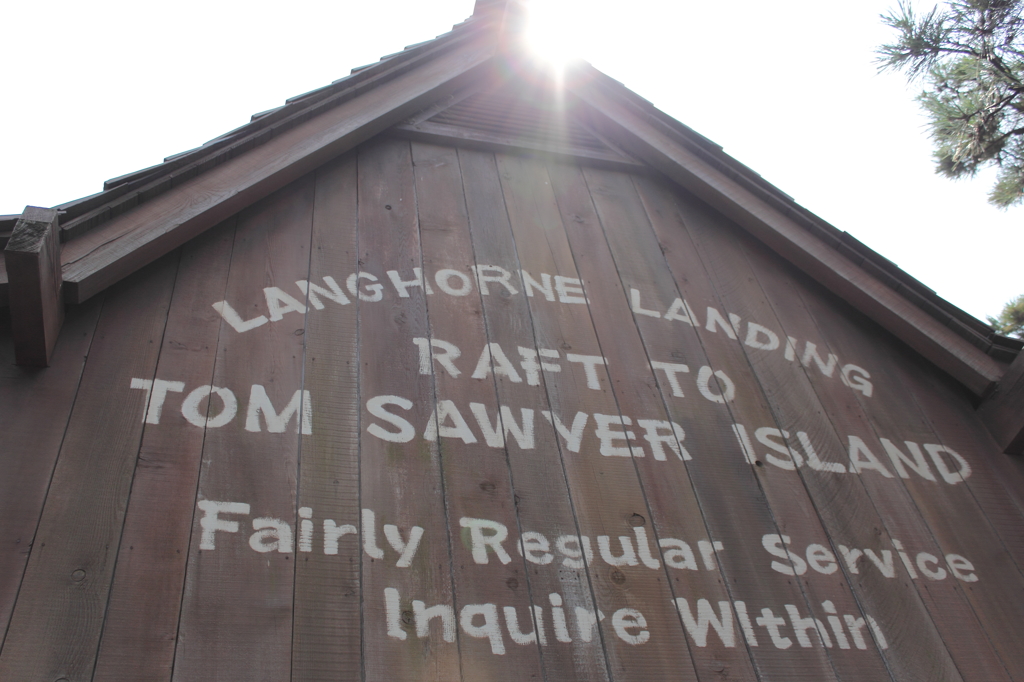 LANGHORNE LANDING
RAFT TO
TOM SAWYER ISLAND
Fairly Regular Service
Inquire WIthin